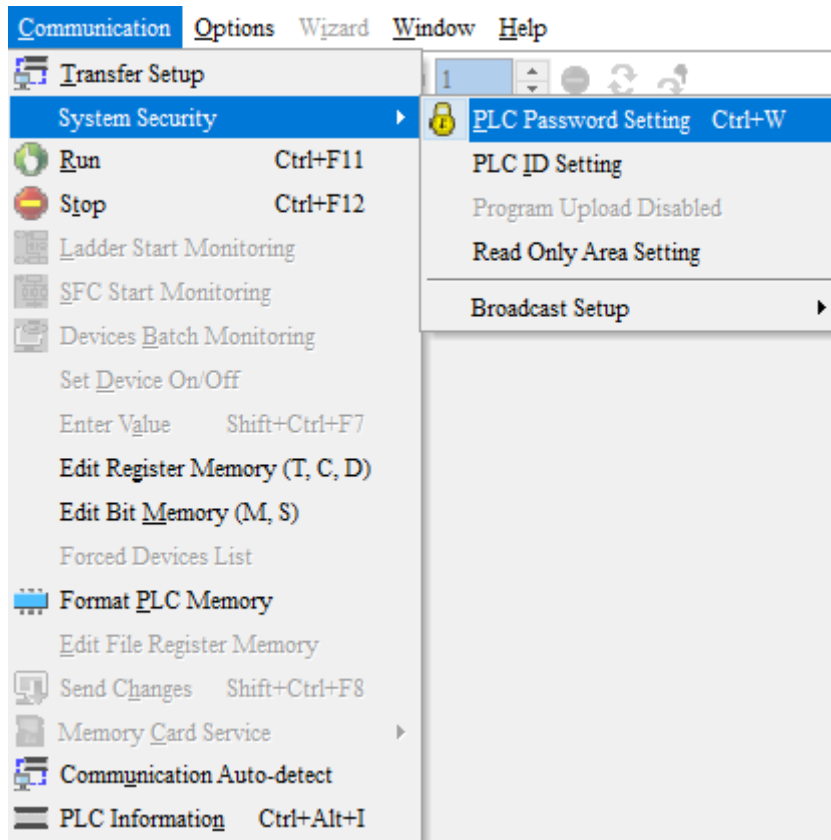 Communication Options Wizard Window Help
Transfer Setup
1
System Security
PLC Password Setting Ctrl+W
Run Ctrl+F11
PLC ID Setting
Stop Ctrl+F12
Program Upload Disabled
Ladder Start Monitoring
Read Only Area Setting
SFC Start Monitoring
Broadcast Setup
Devices Batch Monitoring
Set Device On/Off
Enter Value Shift+Ctrl+F7
Edit Register Memory (T, C, D)
Edit Bit Memory (M, S)
Forced Devices List
Format PLC Memory
Edit File Register Memory
Send Changes Shift+Ctrl+F8
Memory Card Service
Communication Auto-detect
PLC Information Ctrl+Alt+I